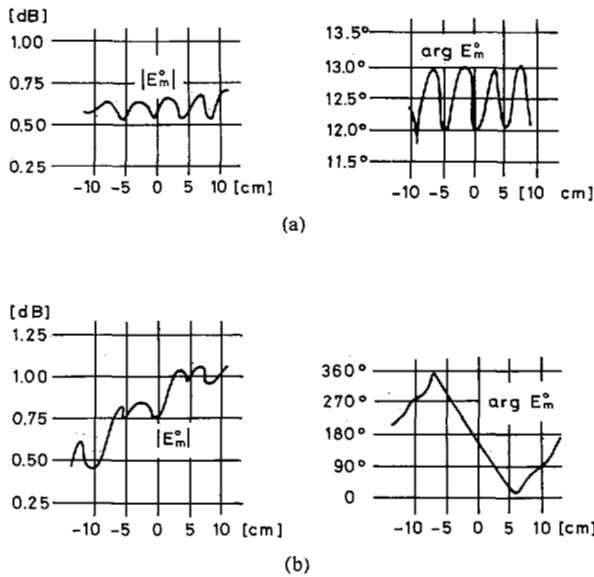 [dB]
1.00
0.75
0.50
0.25
|E°m|
-10 -5 0 5 10 [cm]
13.5°
13.0°
12.5°
12.0°
11.5°
arg E°m
-10 -5 0 5 [10 cm]
(a)
[dB]
1.25
1.00
0.75
0.50
0.25
|E°m|
-10 -5 0 5 10 [cm]
360°
270°
180°
90°
0
arg E°m
-10 -5 0 5 10 [cm]
(b)